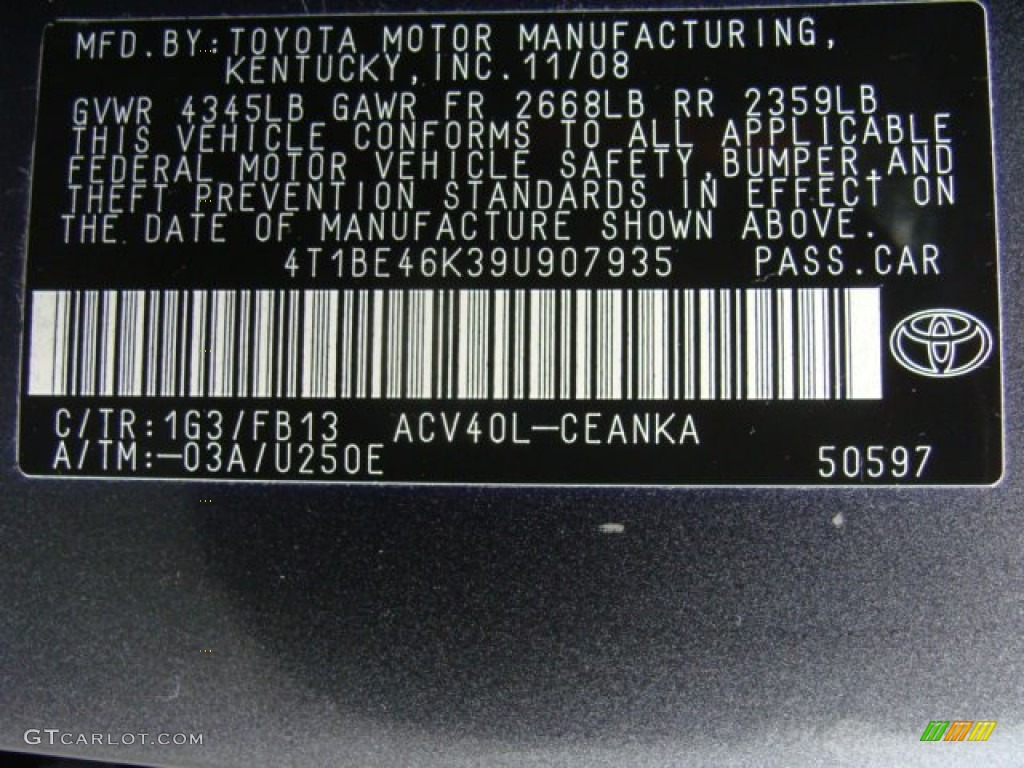 MFD.BY:TOYOTA MOTOR MANUFACTURING,
KENTUCKY,INC.11/08
GVWR 4345LB GAWR FR 2668LB RR 2359LB
THIS VEHICLE CONFORMS TO ALL APPLICABLE
FEDERAL MOTOR VEHICLE SAFETY,BUMPER,AND
THEFT PREVENTION STANDARDS IN EFFECT ON
THE DATE OF MANUFACTURE SHOWN ABOVE.
4T1BE46K39U907935 PASS.CAR
C/TR:1G3/FB13 ACV40L-CEANKA
A/TM:-03A/U250E 50597
GTCARLOT.COM